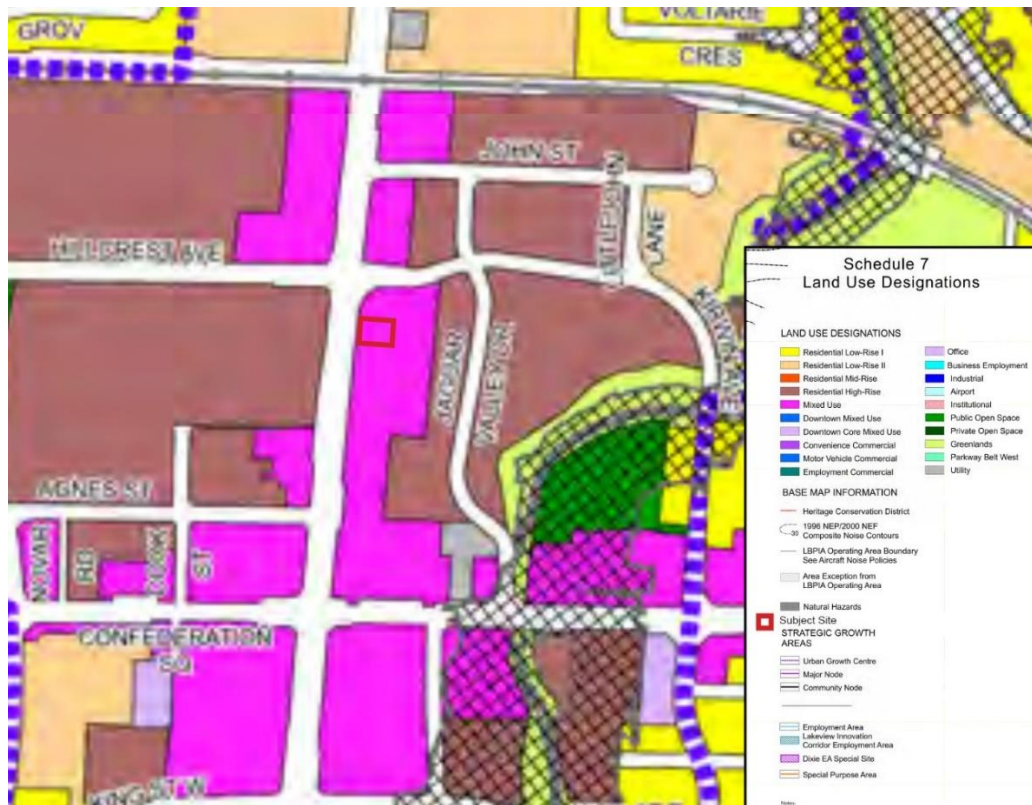 GROV
VOLTARIE
CRES
JOHN ST
LITTLEJOHN
LANE
HILLCREST AVE
KIRWIN
AVE
JAGUAR
VALLEY DR
AGNES ST
NOVAR
RD
COOK
ST
CONFEDERATION
SQ
KING ST W
Schedule 7
Land Use Designations
LAND USE DESIGNATIONS
Residential Low-Rise I
Residential Low-Rise II
Residential Mid-Rise
Residential High-Rise
Mixed Use
Downtown Mixed Use
Downtown Core Mixed Use
Convenience Commercial
Motor Vehicle Commercial
Employment Commercial
Office
Business Employment
Industrial
Airport
Institutional
Public Open Space
Private Open Space
Greenlands
Parkway Belt West
Utility
BASE MAP INFORMATION
Heritage Conservation District
1996 NEP/2000 NEF
Composite Noise Contours
LBPIA Operating Area Boundary
See Aircraft Noise Policies
Area Exception from
LBPIA Operating Area
Natural Hazards
Subject Site
STRATEGIC GROWTH
AREAS
Urban Growth Centre
Major Node
Community Node
Employment Area
Lakeview Innovation
Corridor Employment Area
Dixie EA Special Site
Special Purpose Area